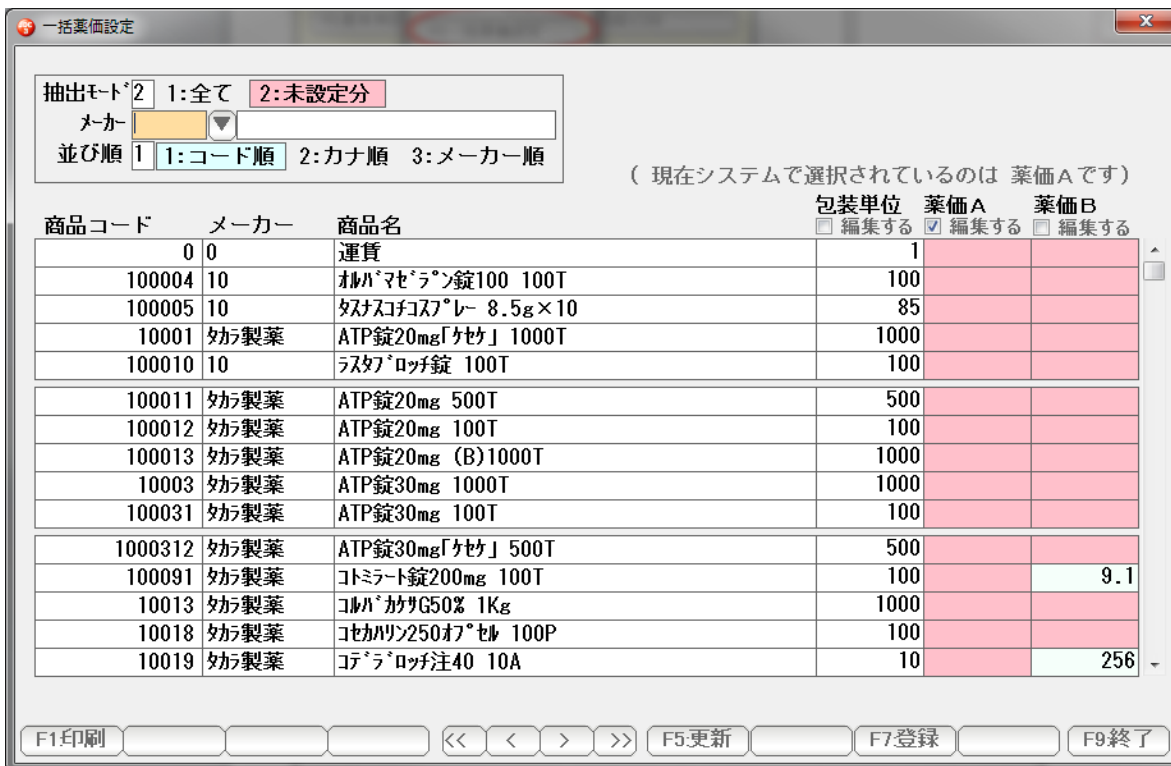 一括薬価設定
抽出ﾓｰﾄﾞ 2 1:全て 2:未設定分
ﾒｰｶｰ
並び順 1 1:コード順 2:カナ順 3:メーカー順
( 現在システムで選択されているのは 薬価Aです)
商品コード メーカー 商品名 包装単位 薬価A 薬価B
編集する 編集する 編集する
0 0 運賃 1
100004 10 ｵﾙﾊﾞﾏｾﾞﾗﾟﾝ錠100 100T 100
100005 10 ﾀｽﾅｽｺﾁｺｽﾌﾟﾚｰ 8.5g×10 85
10001 ﾀｶﾗ製薬 ATP錠20mg｢ｹｾｹ｣ 1000T 1000
100010 10 ﾗｽﾀﾌﾞﾛｯﾁ錠 100T 100
100011 ﾀｶﾗ製薬 ATP錠20mg 500T 500
100012 ﾀｶﾗ製薬 ATP錠20mg 100T 100
100013 ﾀｶﾗ製薬 ATP錠20mg (B)1000T 1000
10003 ﾀｶﾗ製薬 ATP錠30mg 1000T 1000
100031 ﾀｶﾗ製薬 ATP錠30mg 100T 100
1000312 ﾀｶﾗ製薬 ATP錠30mg｢ｹｾｹ｣ 500T 500
100091 ﾀｶﾗ製薬 ｺﾄﾐﾗｰﾄ錠200mg 100T 100 9.1
10013 ﾀｶﾗ製薬 ｺﾙﾊﾞｶｹｻG50% 1Kg 1000
10018 ﾀｶﾗ製薬 ｺｾｶﾊﾘﾝ250ｵﾌﾟｾﾙ 100P 100
10019 ﾀｶﾗ製薬 ｺﾃﾞﾗﾞﾛｯﾁ注40 10A 10 256
F1:印刷 << < > >> F5:更新 F7:登録 F9:終了